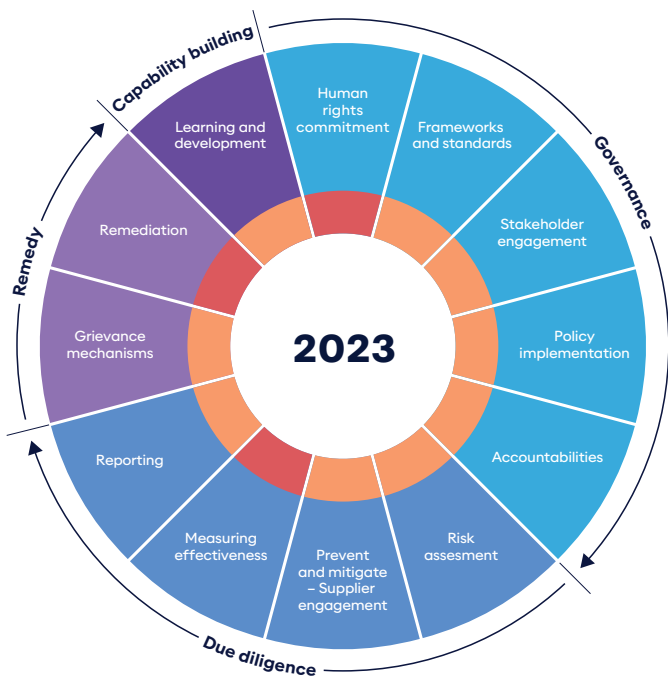 Capability building
Governance
Due diligence
Remedy
Human
rights
commitment
Frameworks
and standards
Stakeholder
engagement
Policy
implementation
Accountabilities
Risk
assesment
Prevent
and mitigate
– Supplier
engagement
Measuring
effectiveness
Reporting
Grievance
mechanisms
Remediation
Learning and
development
2023